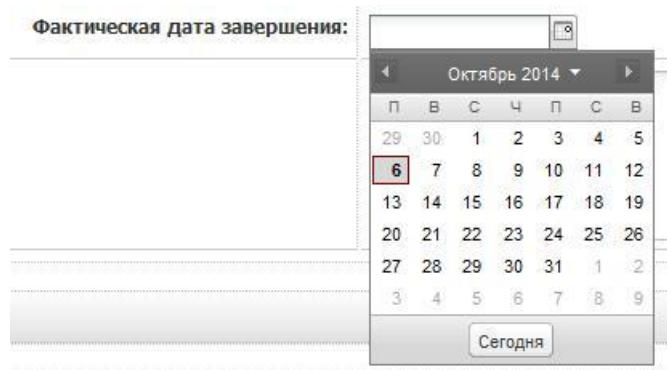 Фактическая дата завершения:
Октябрь 2014
П В С Ч П С В
29 30 1 2 3 4 5
6 7 8 9 10 11 12
13 14 15 16 17 18 19
20 21 22 23 24 25 26
27 28 29 30 31 1 2
3 4 5 6 7 8 9
Сегодня